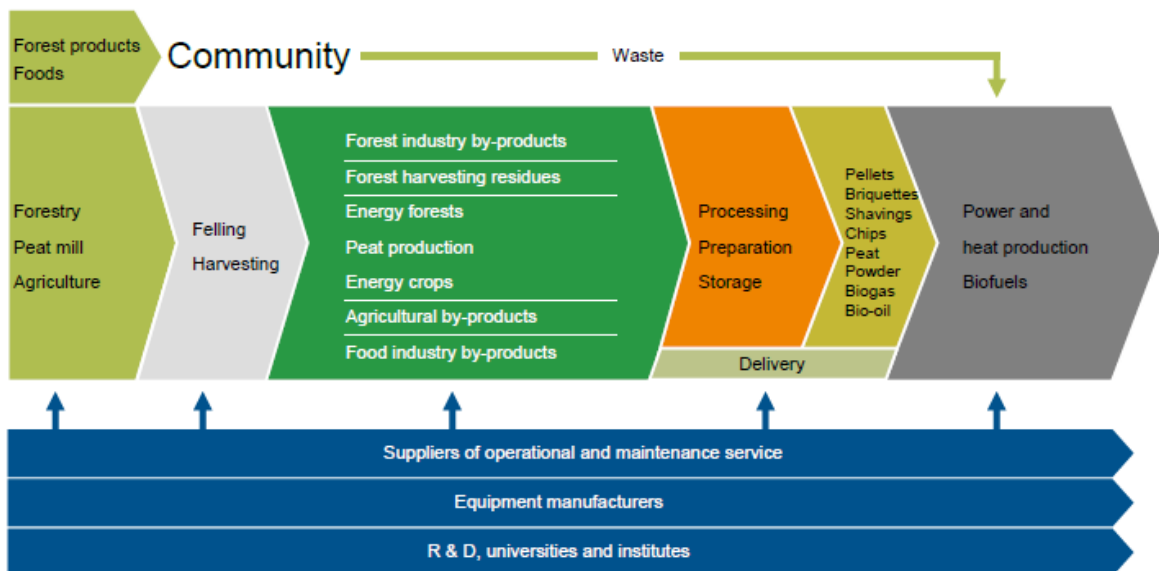 Forest products
Foods
Community
Waste
Forestry
Peat mill
Agriculture
Felling
Harvesting
Forest industry by-products
Forest harvesting residues
Energy forests
Peat production
Energy crops
Agricultural by-products
Food industry by-products
Processing
Preparation
Storage
Pellets
Briquettes
Shavings
Chips
Peat
Powder
Biogas
Bio-oil
Delivery
Power and
heat production
Biofuels
Suppliers of operational and maintenance service
Equipment manufacturers
R & D, universities and institutes